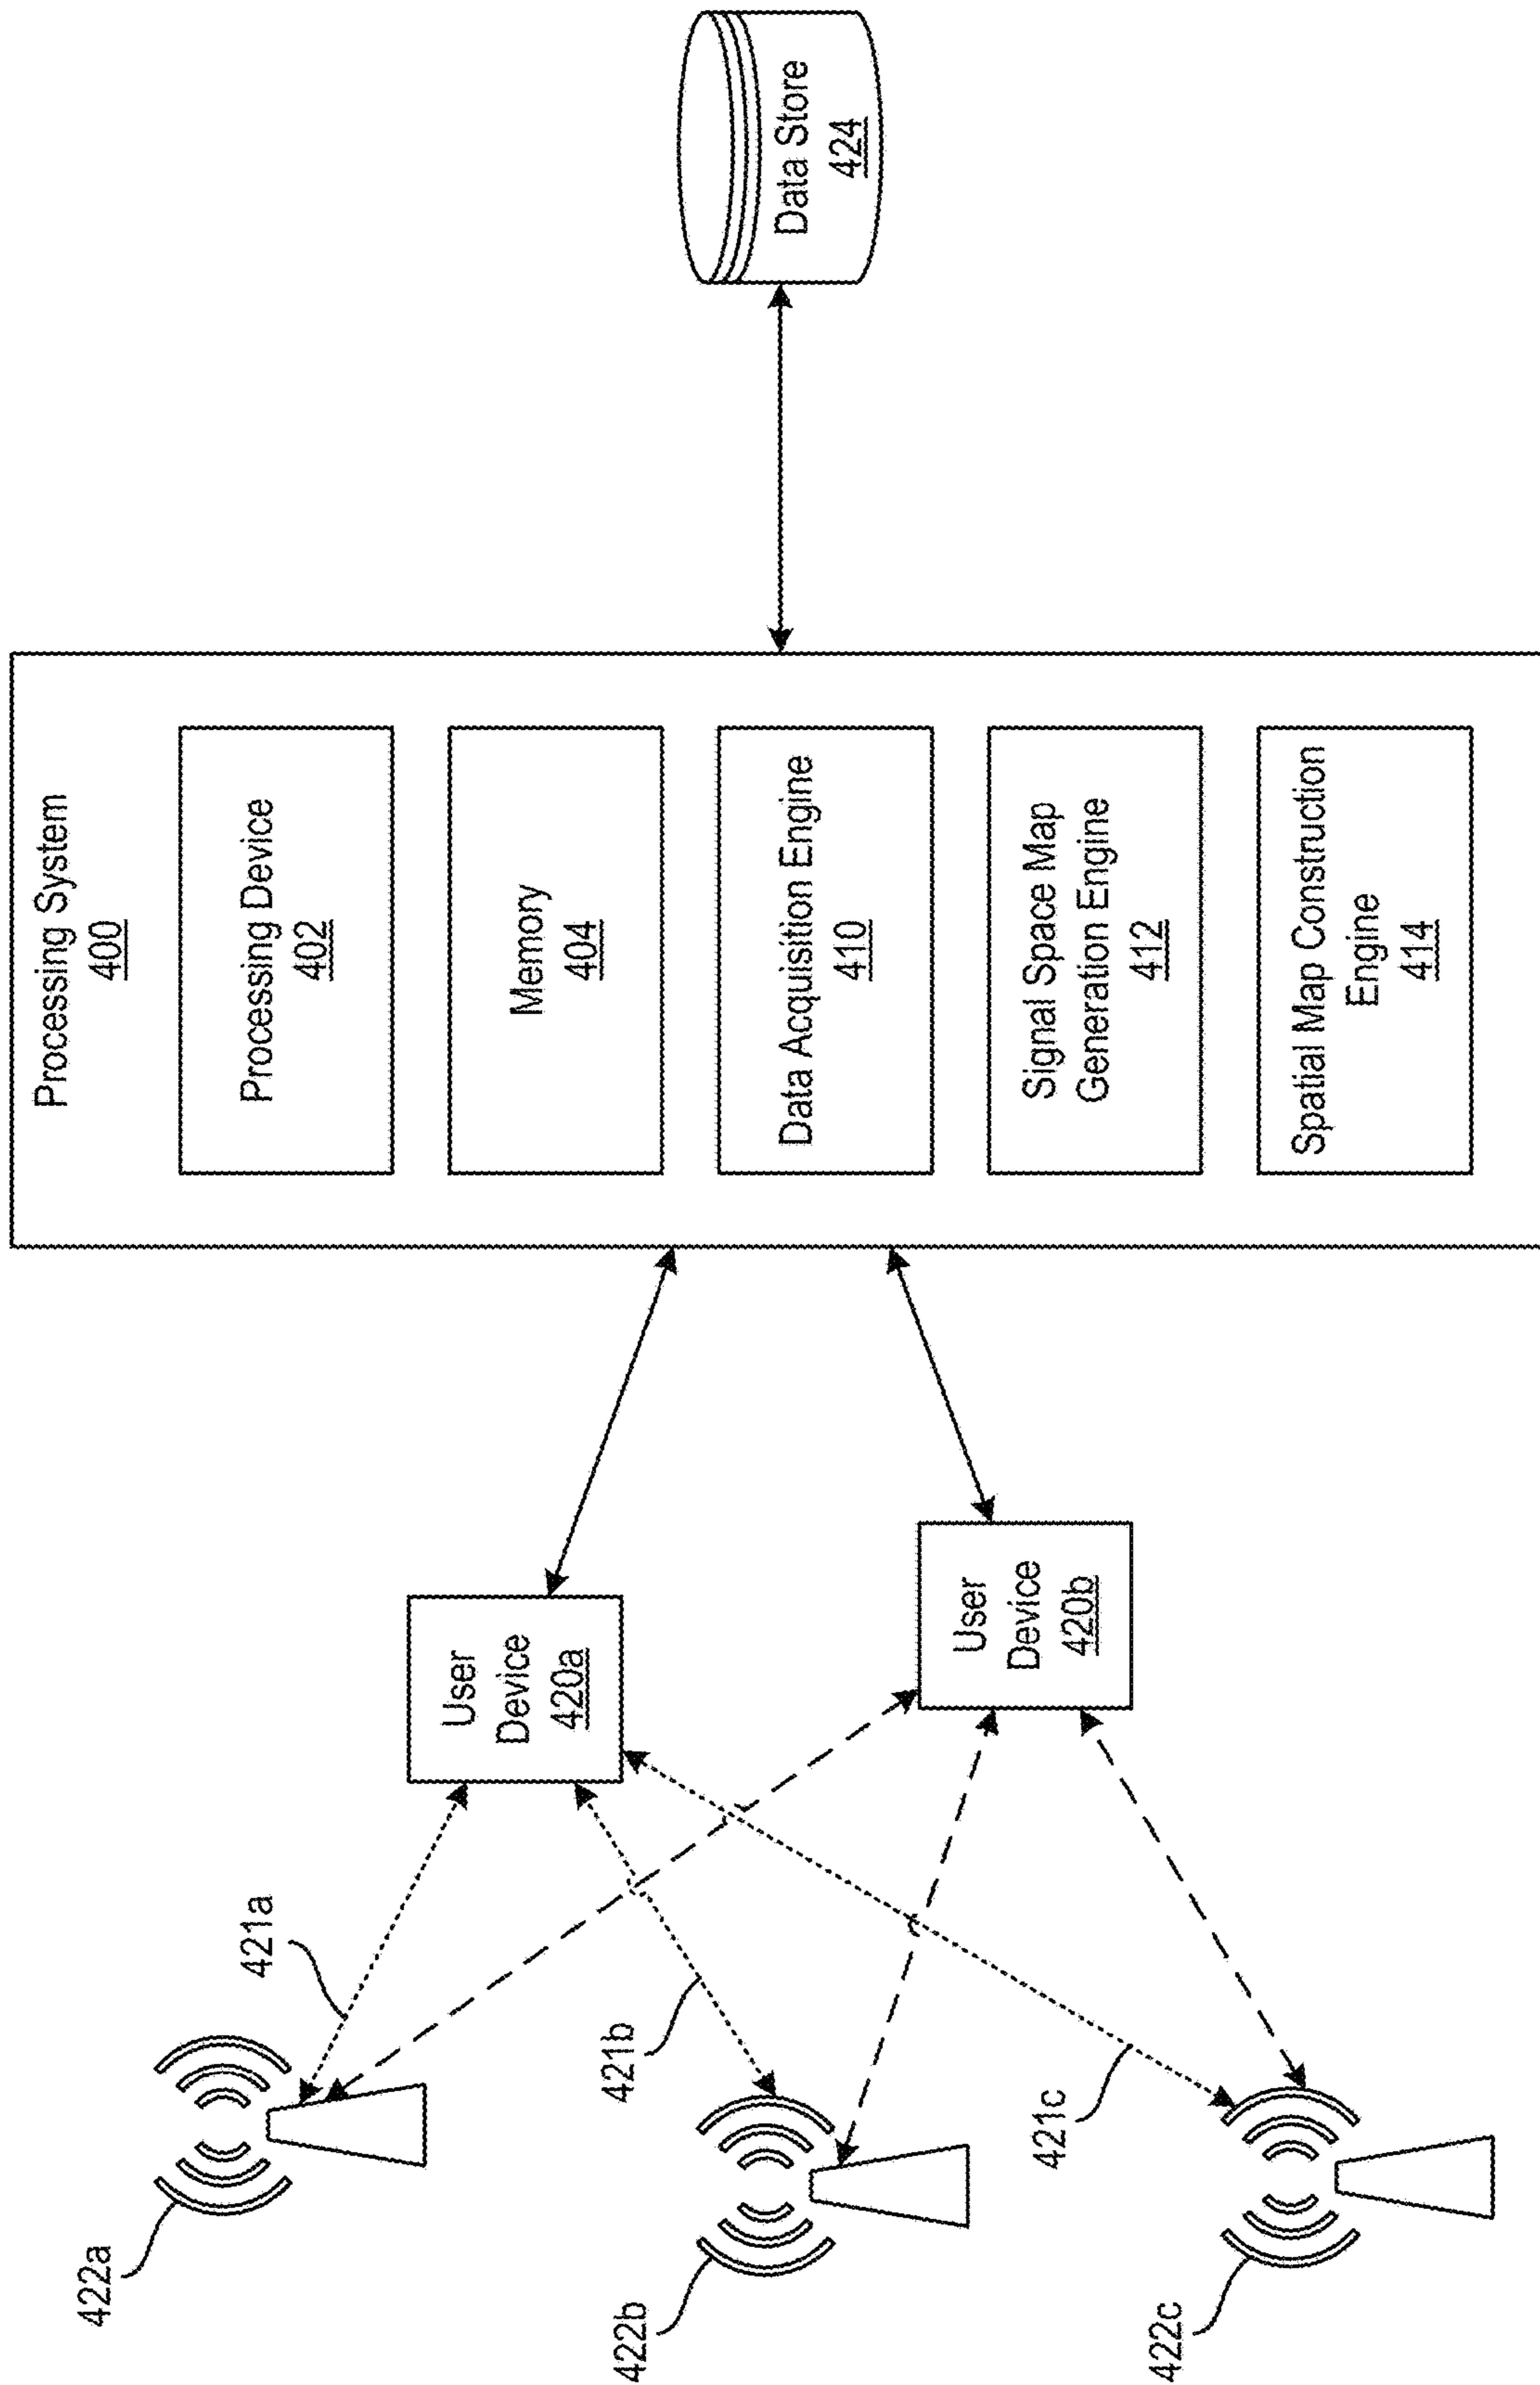 422a
421a
422b
421b
422c
421c
User
Device
420a
User
Device
420b
Processing System
400
Processing Device
402
Memory
404
Data Acquisition Engine
410
Signal Space Map
Generation Engine
412
Spatial Map Construction
Engine
414
Data Store
424